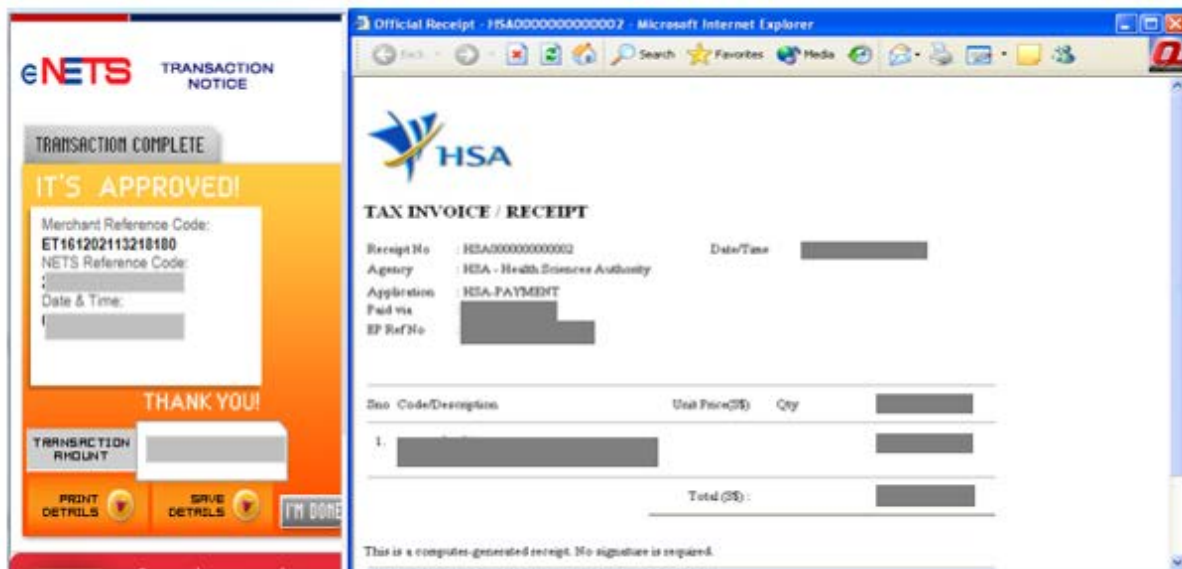 eNETS
TRANSACTION
NOTICE
TRANSACTION COMPLETE
IT'S APPROVED!
Merchant Reference Code:
ET161202113218180
NETS Reference Code:
Date & Time:
THANK YOU!
TRANSACTION
AMOUNT
PRINT
DETAILS
SAVE
DETAILS
I'M DONE
Official Receipt - HSA0000000000002 - Microsoft Internet Explorer
Back
Search
Favorites
Media
HSA
TAX INVOICE / RECEIPT
Receipt No : HSA0000000000002 Date/Time
Agency : HSA - Health Sciences Authority
Application : HSA-PAYMENT
Paid via
EP Ref No
Sno Code/Description Unit Price(S$) Qty
1.
Total (S$) :
This is a computer-generated receipt. No signature is required.